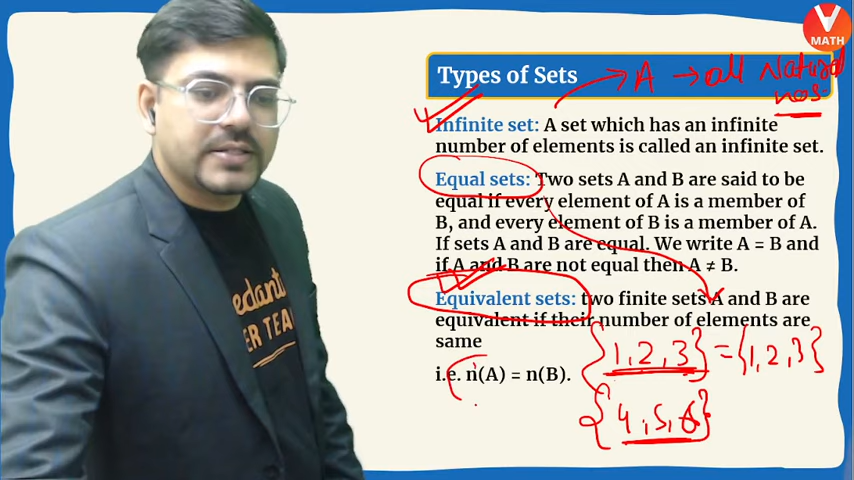 V
MATH
Types of Sets → A → all Natural
nos.
Infinite set: A set which has an infinite
number of elements is called an infinite set.
Equal sets: Two sets A and B are said to be
equal if every element of A is a member of
B, and every element of B is a member of A.
If sets A and B are equal. We write A = B and
if A and B are not equal then A ≠ B.
Equivalent sets: two finite sets A and B are
equivalent if their number of elements are
same
{1, 2, 3} = {1, 2, 3}
i.e. n(A) = n(B).
{4, 5, 6}
edant
ER TEA